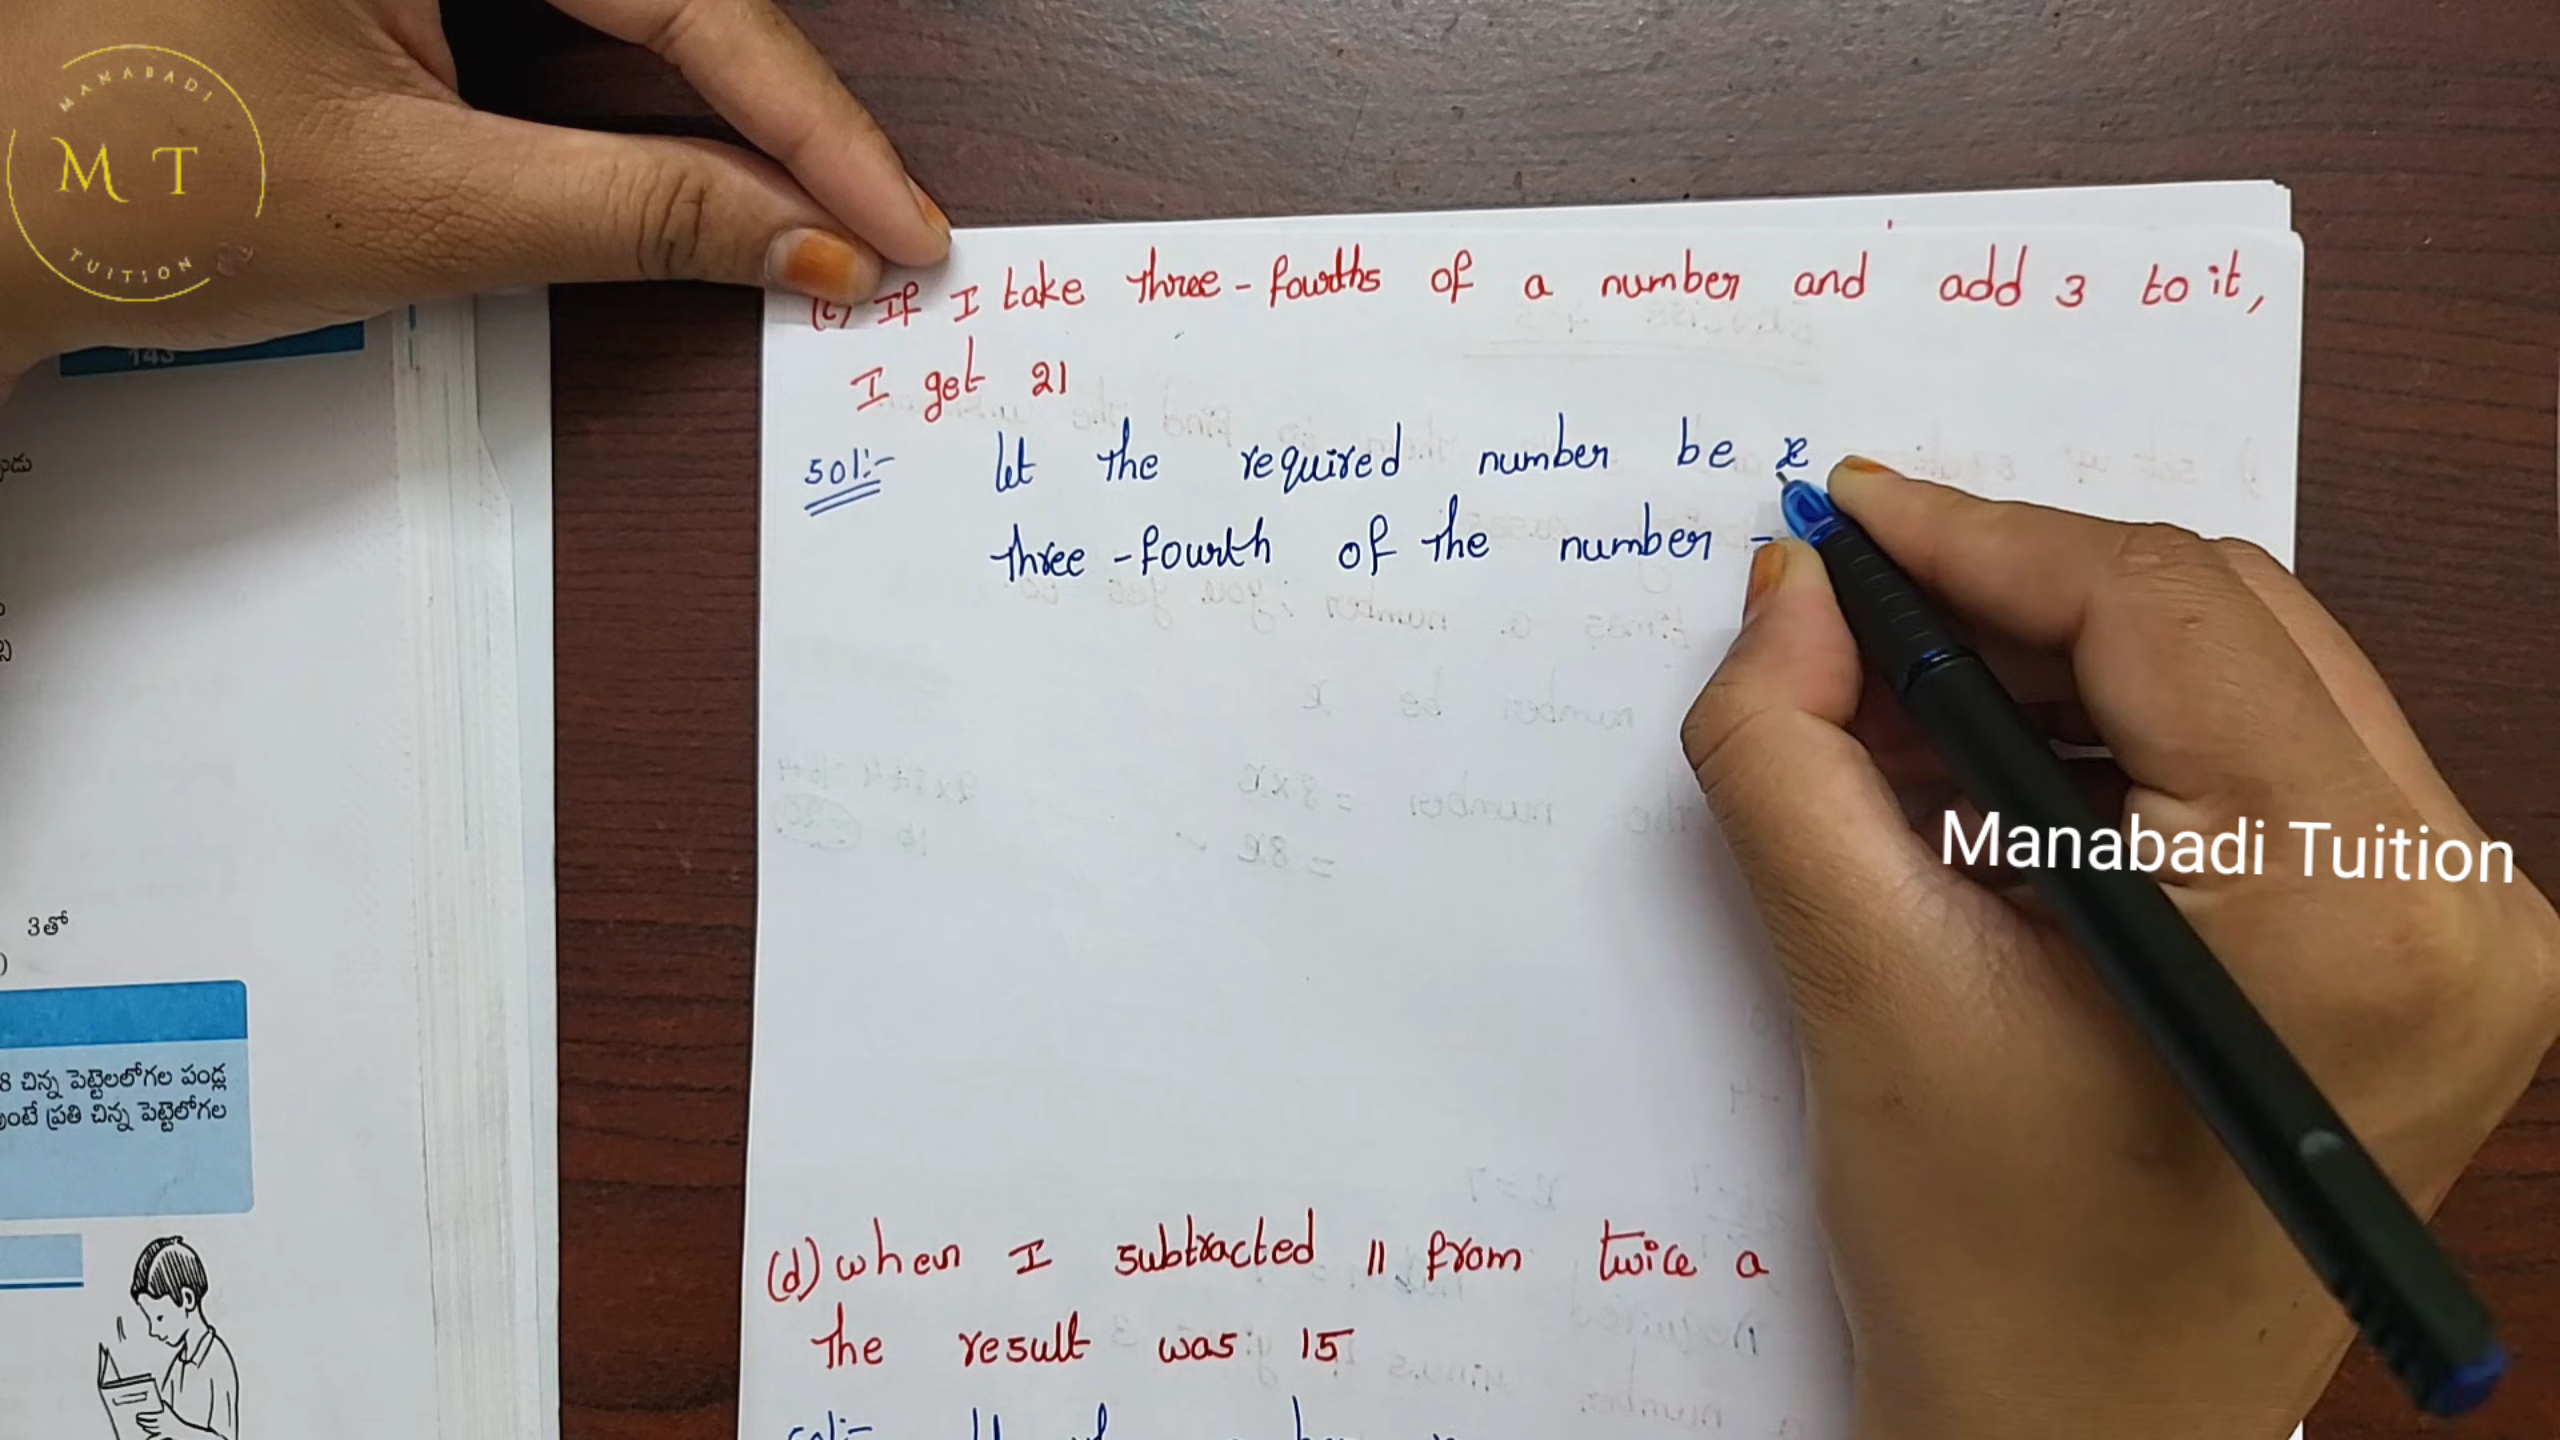 MANABADI
M T
TUITION
(c) If I take three-fourths of a number and add 3 to it,
I get 21
Sol:- let the required number be x
three-fourth of the number =
Manabadi Tuition
(d) when I subtracted 11 from twice a
the result was 15
143
3తో
8 చిన్న పెట్టెలలోగల పండ్ల
ప్రతి చిన్న పెట్టెలోగల